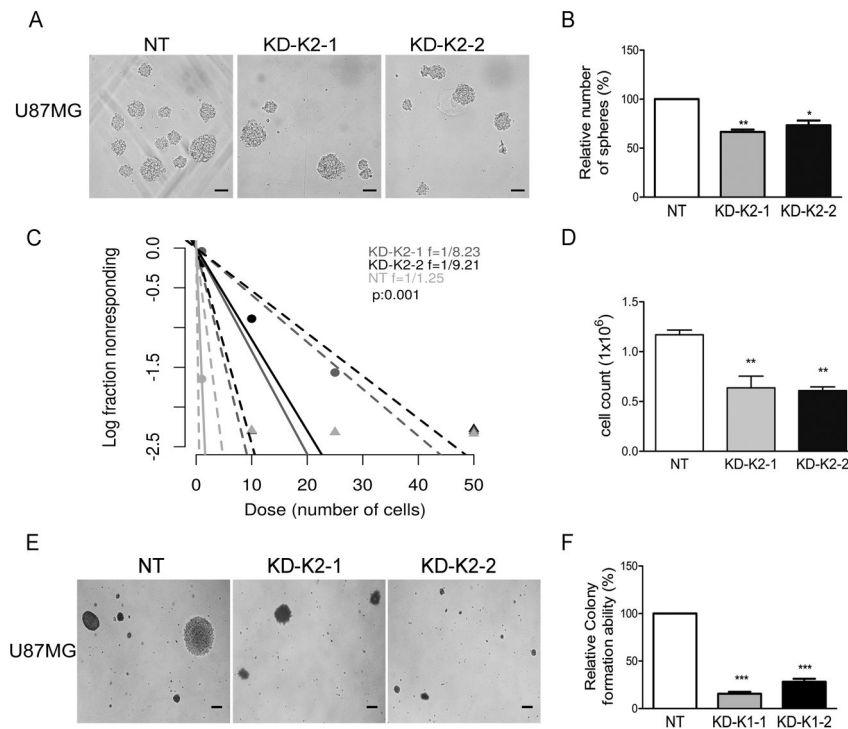 A
NT
KD-K2-1
KD-K2-2
U87MG
B
Relative number
of spheres (%)
150
100
50
0
**
*
NT
KD-K2-1
KD-K2-2
C
Log fraction nonresponding
0.0
-0.5
-1.5
-2.5
0
10
20
30
40
50
Dose (number of cells)
KD-K2-1 f=1/8.23
KD-K2-2 f=1/9.21
NT f=1/1.25
p:0.001
D
cell count (1x10⁶)
1.5
1.0
0.5
0.0
**
**
NT
KD-K2-1
KD-K2-2
E
NT
KD-K2-1
KD-K2-2
U87MG
F
Relative Colony
formation ability (%)
150
100
50
0
***
***
NT
KD-K1-1
KD-K1-2